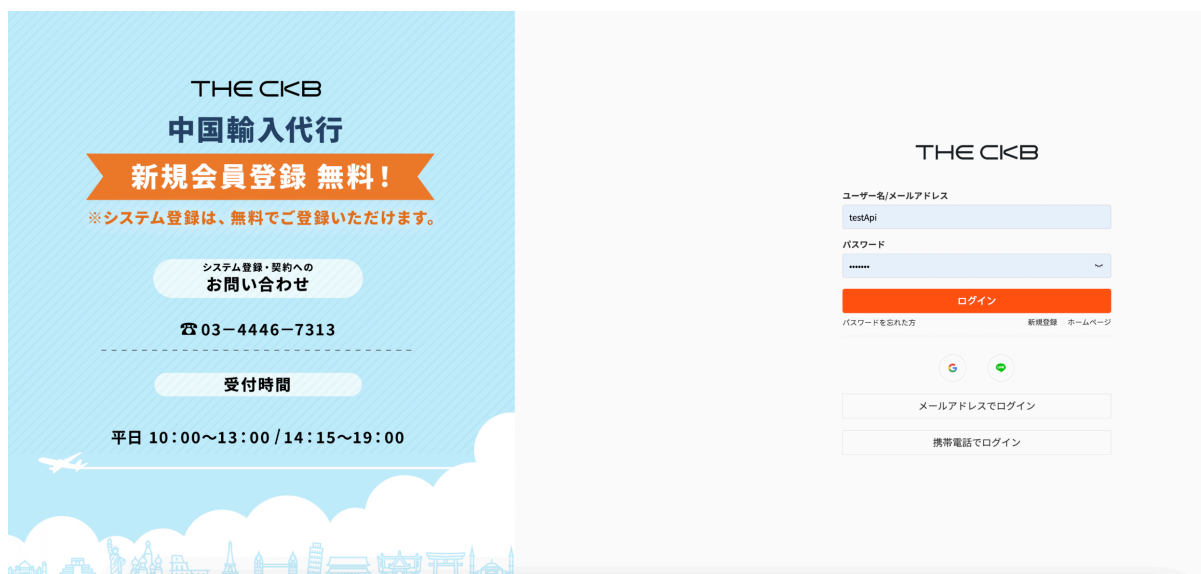 THE CKB
中国輸入代行
新規会員登録 無料!
※システム登録は、無料でご登録いただけます。
システム登録・契約への
お問い合わせ
☎03－4446－7313
受付時間
平日 10：00～13：00 / 14：15～19：00
THE CKB
ユーザー名/メールアドレス
testApi
パスワード
•••••••
ログイン
パスワードを忘れた方 新規登録 ホームページ
G LINE
メールアドレスでログイン
携帯電話でログイン